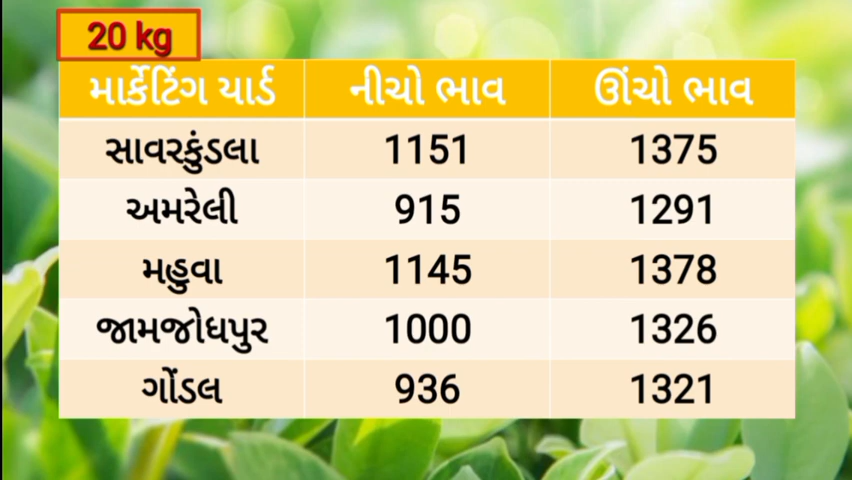 20 kg
માર્કેટિંગ યાર્ડ નીચો ભાવ ઊંચો ભાવ
સાવરકુંડલા 1151 1375
અમરેલી 915 1291
મહુવા 1145 1378
જામજોધપુર 1000 1326
ગોંડલ 936 1321